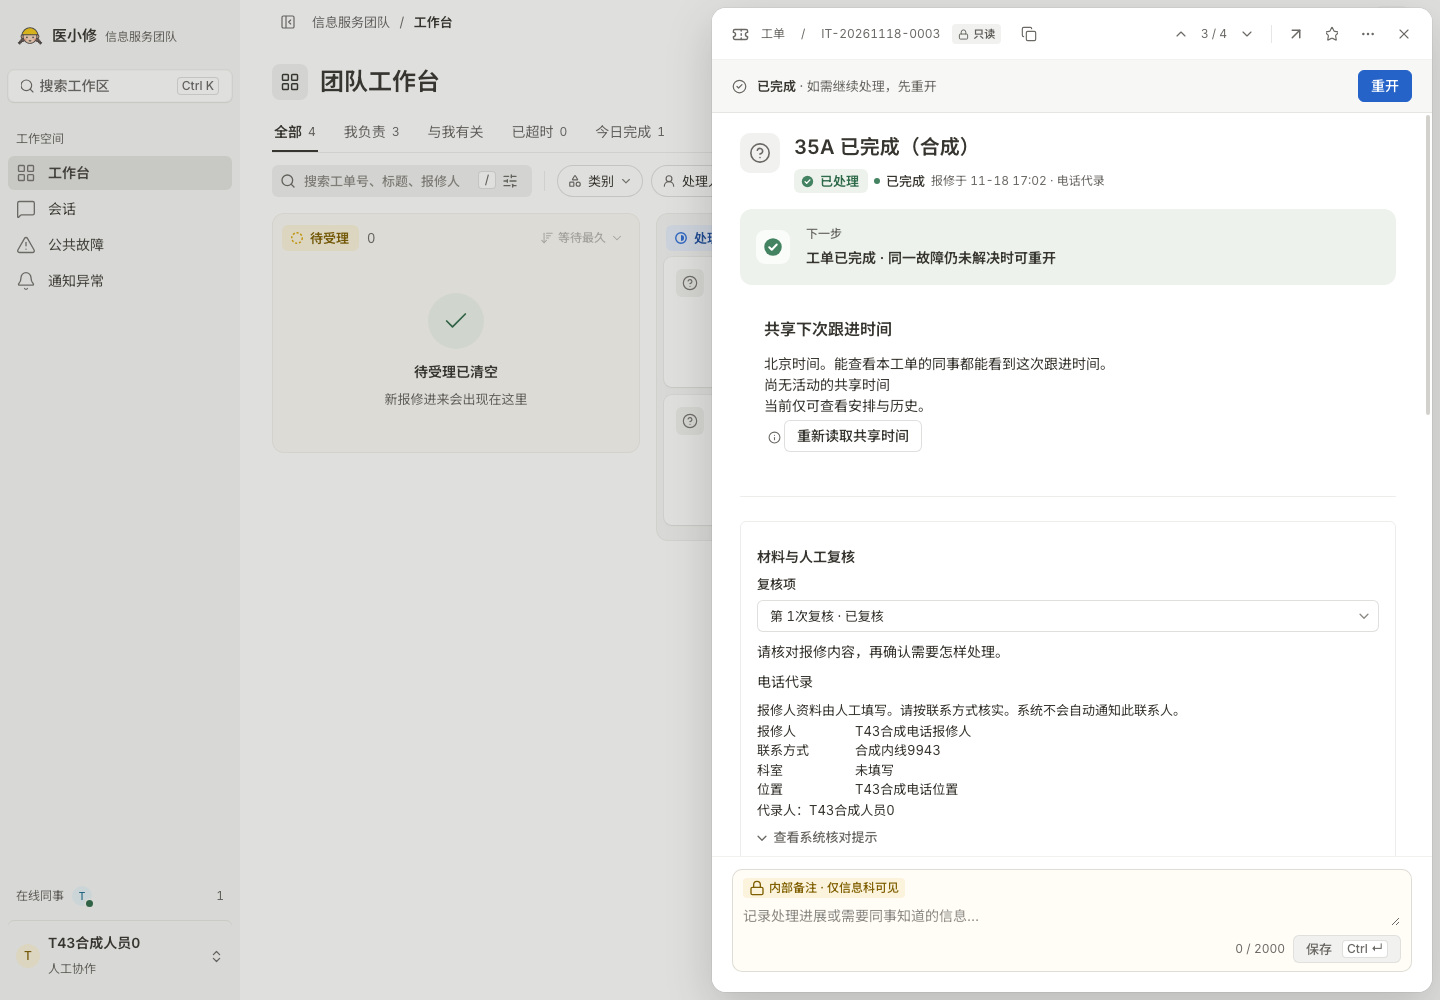 医小修 信息服务团队
搜索工作区 Ctrl K
工作空间
工作台
会话
公共故障
通知异常
在线同事 T 1
T T43合成人员0
人工协作
信息服务团队 / 工作台
团队工作台
全部 4 我负责 3 与我有关 已超时 0 今日完成 1
搜索工单号、标题、报修人 / 类别 处理
待受理 0 等待最久
待受理已清空
新报修进来会出现在这里
工单 / IT-20261118-0003 只读 3 / 4
已完成 · 如需继续处理，先重开 重开
35A 已完成（合成）
已处理 已完成 报修于 11-18 17:02 · 电话代录
下一步
工单已完成 · 同一故障仍未解决时可重开
共享下次跟进时间
北京时间。能查看本工单的同事都能看到这次跟进时间。
尚无活动的共享时间
当前仅可查看安排与历史。
重新读取共享时间
材料与人工复核
复核项
第 1次复核 · 已复核
请核对报修内容，再确认需要怎样处理。
电话代录
报修人资料由人工填写。请按联系方式核实。系统不会自动通知此联系人。
报修人 T43合成电话报修人
联系方式 合成内线9943
科室 未填写
位置 T43合成电话位置
代录人：T43合成人员0
查看系统核对提示
内部备注 · 仅信息科可见
记录处理进展或需要同事知道的信息...
0 / 2000 保存 Ctrl ↵